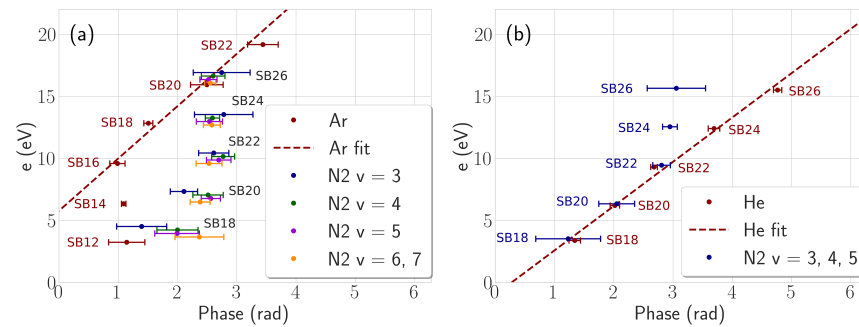 (a)
e (eV)
20
15
10
5
0
SB22
SB26
SB20
SB24
SB18
SB22
SB16
SB20
SB14
SB18
SB12
Ar
Ar fit
N2 v = 3
N2 v = 4
N2 v = 5
N2 v = 6, 7
0 1 2 3 4 5 6
Phase (rad)
(b)
e (eV)
20
15
10
5
0
SB26
SB26
SB24
SB24
SB22
SB22
SB20
SB20
SB18
SB18
He
He fit
N2 v = 3, 4, 5
0 1 2 3 4 5 6
Phase (rad)